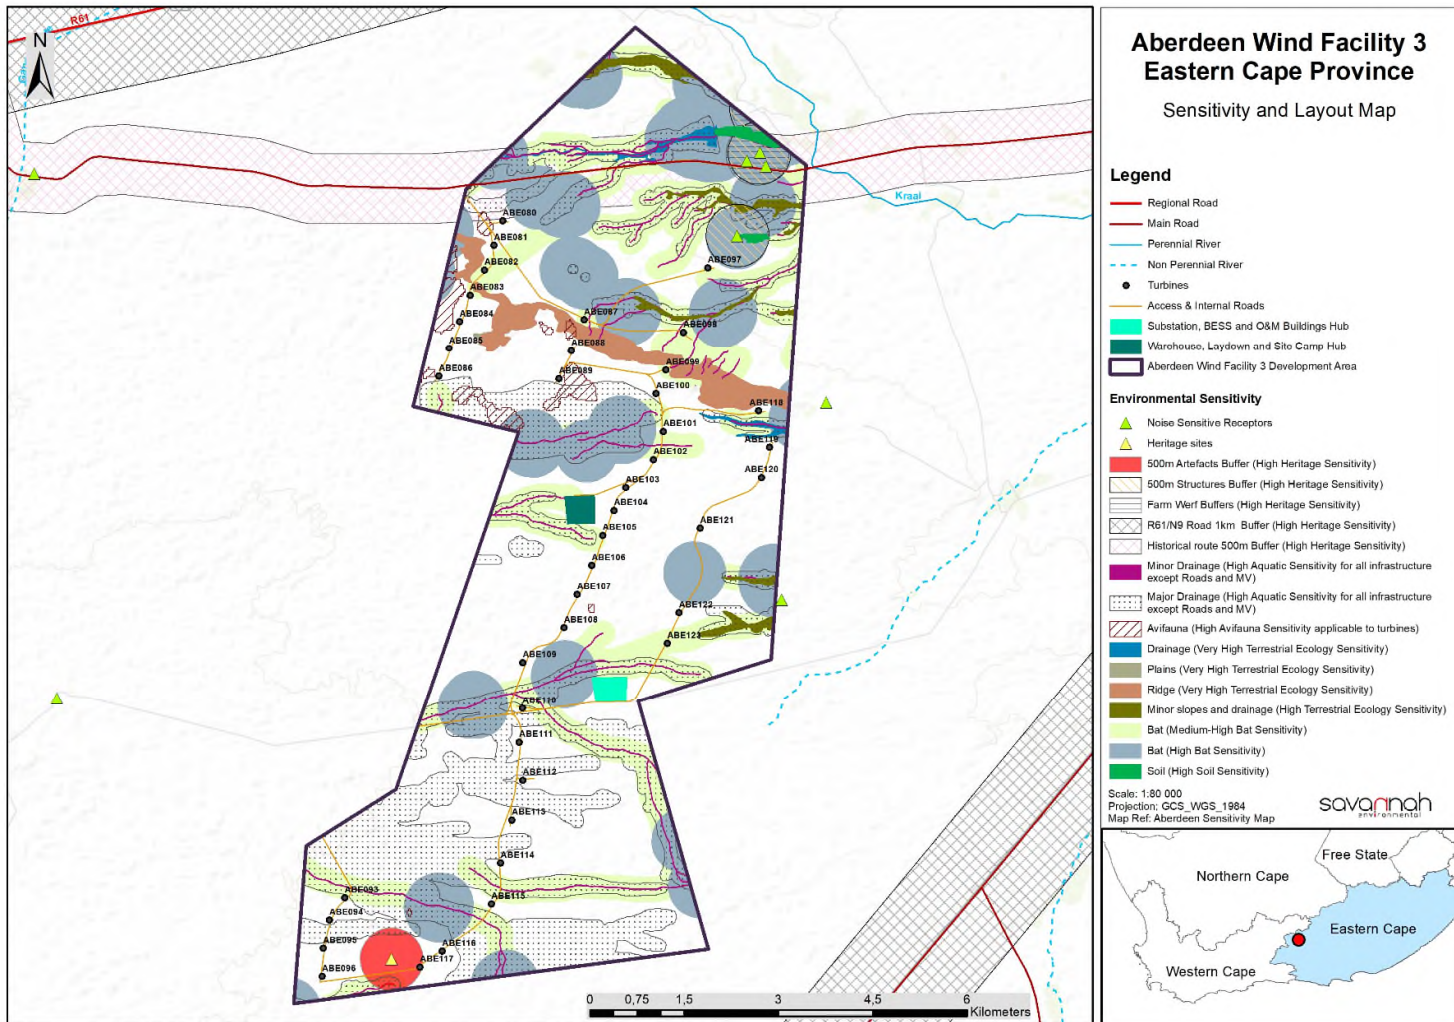 R61
N
Gan
Kraai
ABE080
ABE081
ABE082
ABE083
ABE084
ABE085
ABE086
ABE087
ABE088
ABE089
ABE097
ABE098
ABE099
ABE100
ABE118
ABE101
ABE119
ABE102
ABE120
ABE103
ABE104
ABE121
ABE105
ABE106
ABE107
ABE122
ABE108
ABE123
ABE109
ABE110
ABE111
ABE112
ABE113
ABE114
ABE093
ABE115
ABE094
ABE095
ABE116
ABE117
ABE096
0 0,75 1,5 3 4,5 6
Kilometers
Aberdeen Wind Facility 3
Eastern Cape Province
Sensitivity and Layout Map
Legend
Regional Road
Main Road
Perennial River
Non Perennial River
Turbines
Access & Internal Roads
Substation, BESS and O&M Buildings Hub
Warehouse, Laydown and Site Camp Hub
Aberdeen Wind Facility 3 Development Area
Environmental Sensitivity
Noise Sensitive Receptors
Heritage sites
500m Artefacts Buffer (High Heritage Sensitivity)
500m Structures Buffer (High Heritage Sensitivity)
Farm Werf Buffers (High Heritage Sensitivity)
R61/N9 Road 1km Buffer (High Heritage Sensitivity)
Historical route 500m Buffer (High Heritage Sensitivity)
Minor Drainage (High Aquatic Sensitivity for all infrastructure
except Roads and MV)
Major Drainage (High Aquatic Sensitivity for all infrastructure
except Roads and MV)
Avifauna (High Avifauna Sensitivity applicable to turbines)
Drainage (Very High Terrestrial Ecology Sensitivity)
Plains (Very High Terrestrial Ecology Sensitivity)
Ridge (Very High Terrestrial Ecology Sensitivity)
Minor slopes and drainage (High Terrestrial Ecology Sensitivity)
Bat (Medium-High Bat Sensitivity)
Bat (High Bat Sensitivity)
Soil (High Soil Sensitivity)
Scale: 1:80 000
Projection: GCS_WGS_1984
Map Ref: Aberdeen Sensitivity Map
savannah
environmental
Free State
Northern Cape
Eastern Cape
Western Cape